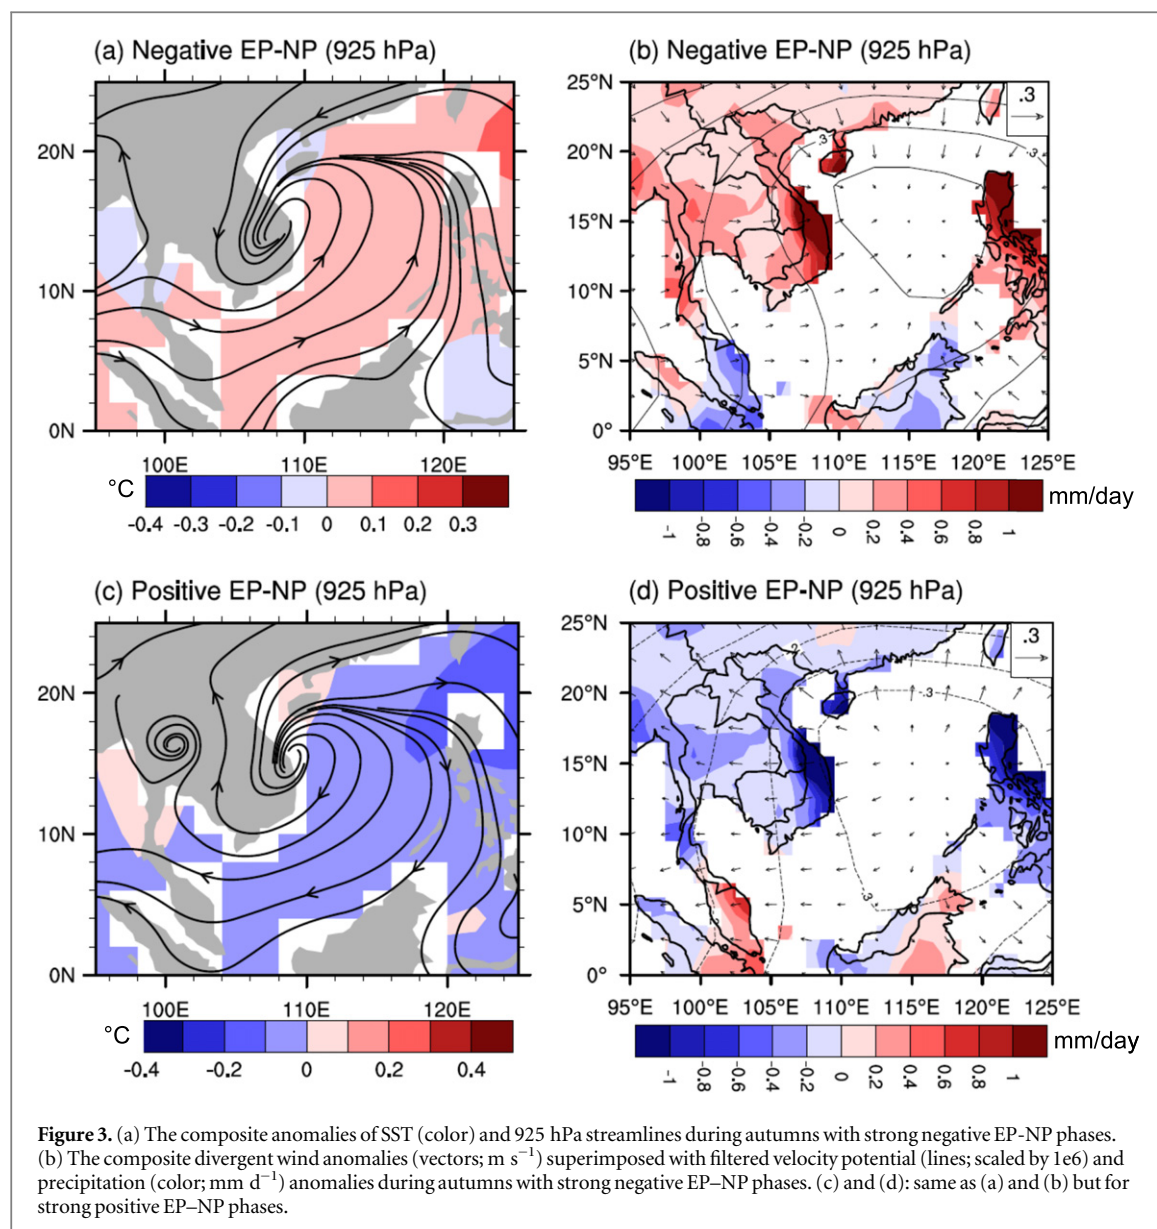 (a) Negative EP-NP (925 hPa)
20N
10N
0N
100E 110E 120E
°C
-0.4 -0.3 -0.2 -0.1 0 0.1 0.2 0.3
(b) Negative EP-NP (925 hPa)
25°N
20°N
15°N
10°N
5°N
0°
.3
.3
.3
95°E 100°E 105°E 110°E 115°E 120°E 125°E
mm/day
-1 -0.8 -0.6 -0.4 -0.2 0 0.2 0.4 0.6 0.8 1
(c) Positive EP-NP (925 hPa)
20N
10N
0N
100E 110E 120E
°C
-0.4 -0.2 0 0.2 0.4
(d) Positive EP-NP (925 hPa)
25°N
20°N
15°N
10°N
5°N
0°
.3
.2
.3
.3
95°E 100°E 105°E 110°E 115°E 120°E 125°E
mm/day
-1 -0.8 -0.6 -0.4 -0.2 0 0.2 0.4 0.6 0.8 1
Figure 3. (a) The composite anomalies of SST (color) and 925 hPa streamlines during autumns with strong negative EP-NP phases.
(b) The composite divergent wind anomalies (vectors; m s⁻¹) superimposed with filtered velocity potential (lines; scaled by 1e6) and
precipitation (color; mm d⁻¹) anomalies during autumns with strong negative EP–NP phases. (c) and (d): same as (a) and (b) but for
strong positive EP–NP phases.